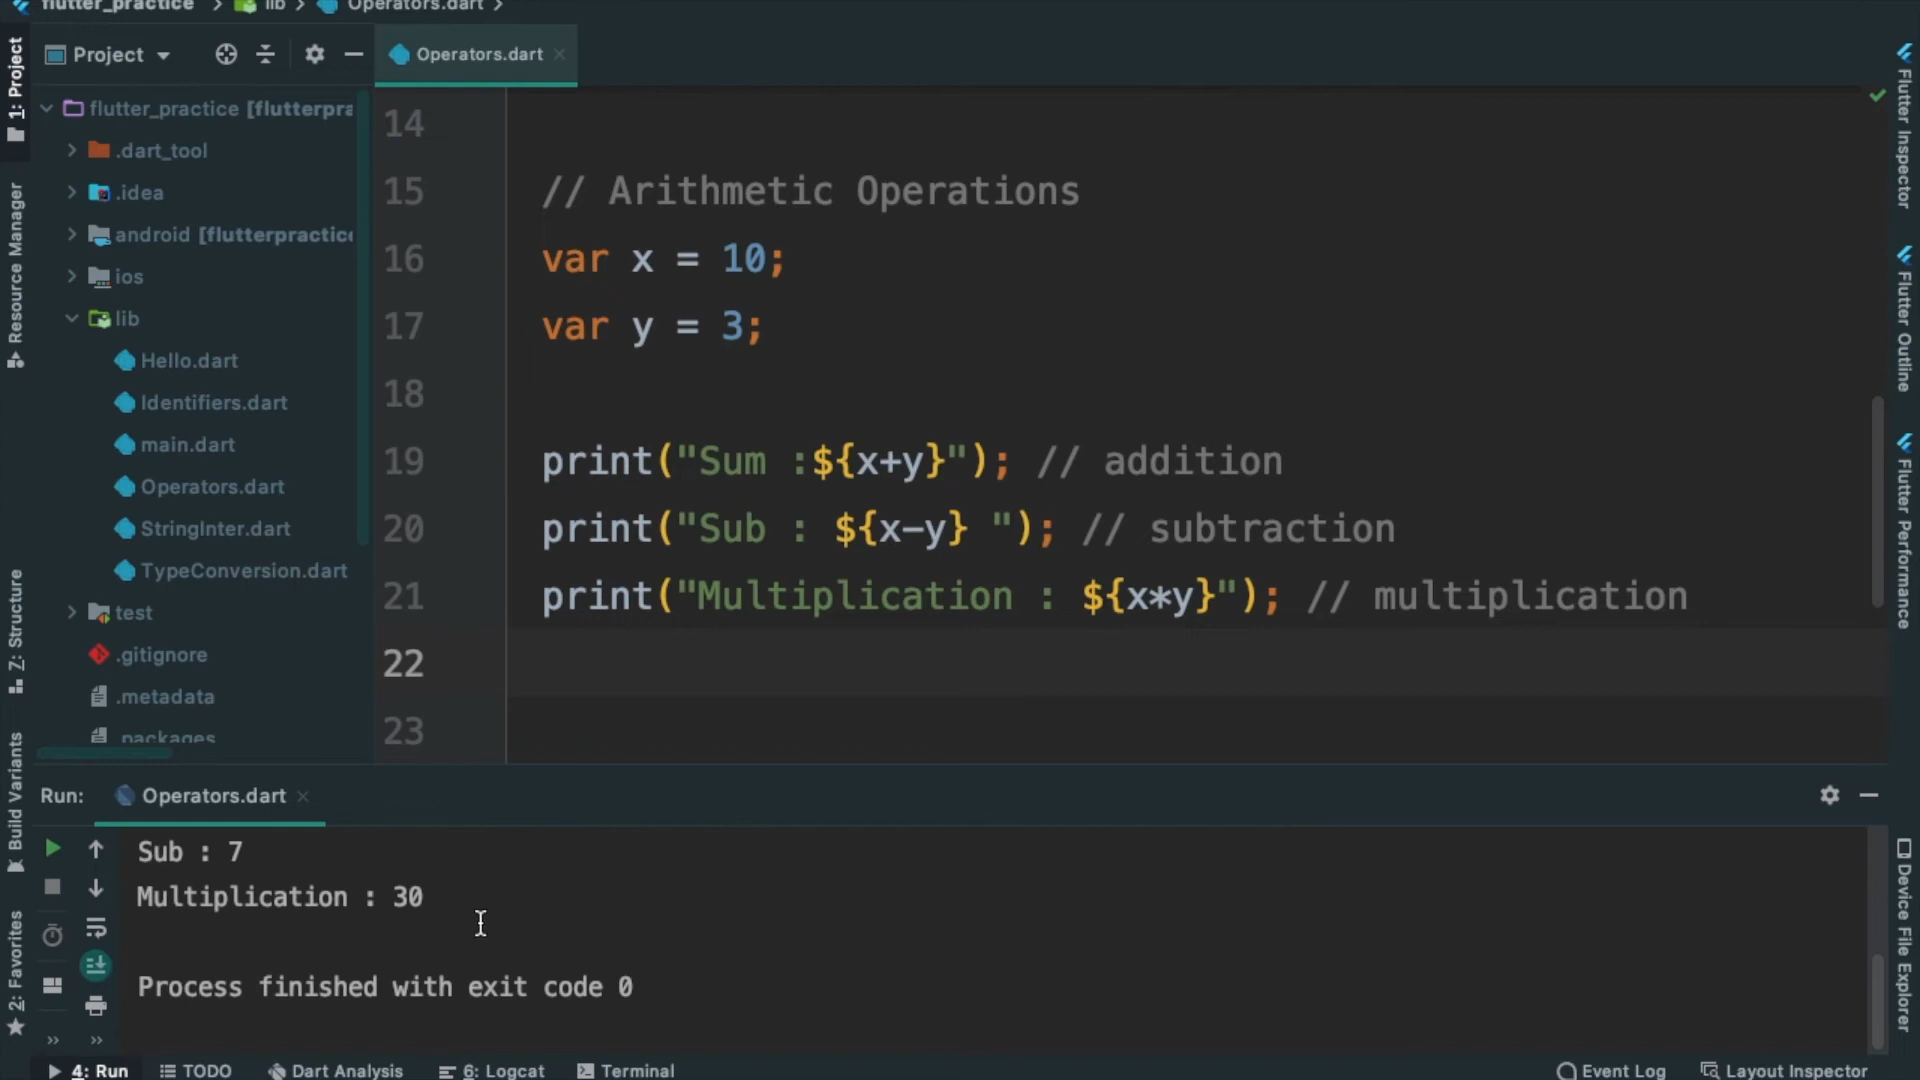 flutter_practice > lib > Operators.dart >
1: Project
Resource Manager
Z: Structure
Build Variants
2: Favorites
Project
flutter_practice [flutterpra
.dart_tool
.idea
android [flutterpractice
ios
lib
Hello.dart
Identifiers.dart
main.dart
Operators.dart
StringInter.dart
TypeConversion.dart
test
.gitignore
.metadata
.packages
Operators.dart
14
15 // Arithmetic Operations
16 var x = 10;
17 var y = 3;
18
19 print("Sum :${x+y}"); // addition
20 print("Sub : ${x-y} "); // subtraction
21 print("Multiplication : ${x*y}"); // multiplication
22
23
Flutter Inspector
Flutter Outline
Flutter Performance
Device File Explorer
Run: Operators.dart
Sub : 7
Multiplication : 30
Process finished with exit code 0
4: Run TODO Dart Analysis 6: Logcat Terminal Event Log Layout Inspector